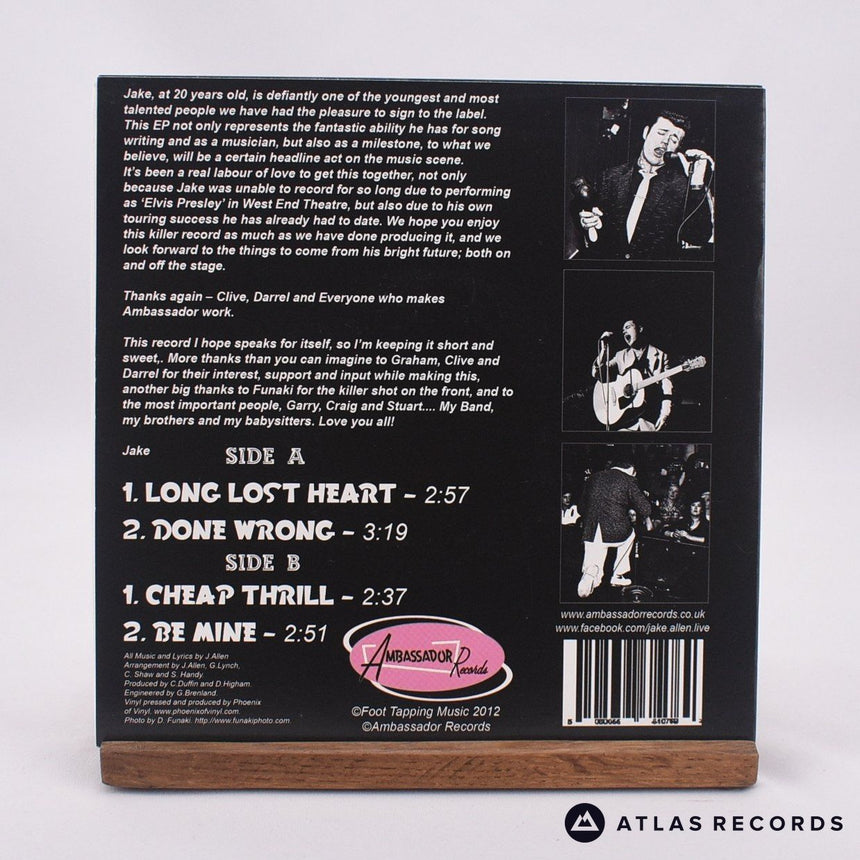 Jake, at 20 years old, is defiantly one of the youngest and most
talented people we have had the pleasure to sign to the label.
This EP not only represents the fantastic ability he has for song
writing and as a musician, but also as a milestone, to what we
believe, will be a certain headline act on the music scene.
It's been a real labour of love to get this together, not only
because Jake was unable to record for so long due to performing
as 'Elvis Presley' in West End Theatre, but also due to his own
touring success he has already had to date. We hope you enjoy
this killer record as much as we have done producing it, and we
look forward to the things to come from his bright future; both on
and off the stage.
Thanks again – Clive, Darrel and Everyone who makes
Ambassador work.
This record I hope speaks for itself, so I'm keeping it short and
sweet,. More thanks than you can imagine to Graham, Clive and
Darrel for their interest, support and input while making this,
another big thanks to Funaki for the killer shot on the front, and to
the most important people, Garry, Craig and Stuart.... My Band,
my brothers and my babysitters. Love you all!
Jake
SIDE A
1. LONG LOST HEART – 2:57
2. DONE WRONG – 3:19
SIDE B
1. CHEAP THRILL – 2:37
2. BE MINE – 2:51
All Music and Lyrics by J.Allen
Arrangement by J.Allen, G.Lynch,
C. Shaw and S. Handy.
Produced by C.Duffin and D.Higham.
Engineered by G.Brenland.
Vinyl pressed and produced by Phoenix
of Vinyl. www.phoenixofvinyl.com.
Photo by D. Funaki. http://www.funakiphoto.com.
AMBASSADOR Records
©Foot Tapping Music 2012
©Ambassador Records
www.ambassadorrecords.co.uk
www.facebook.com/jake.allen.live
ATLAS RECORDS